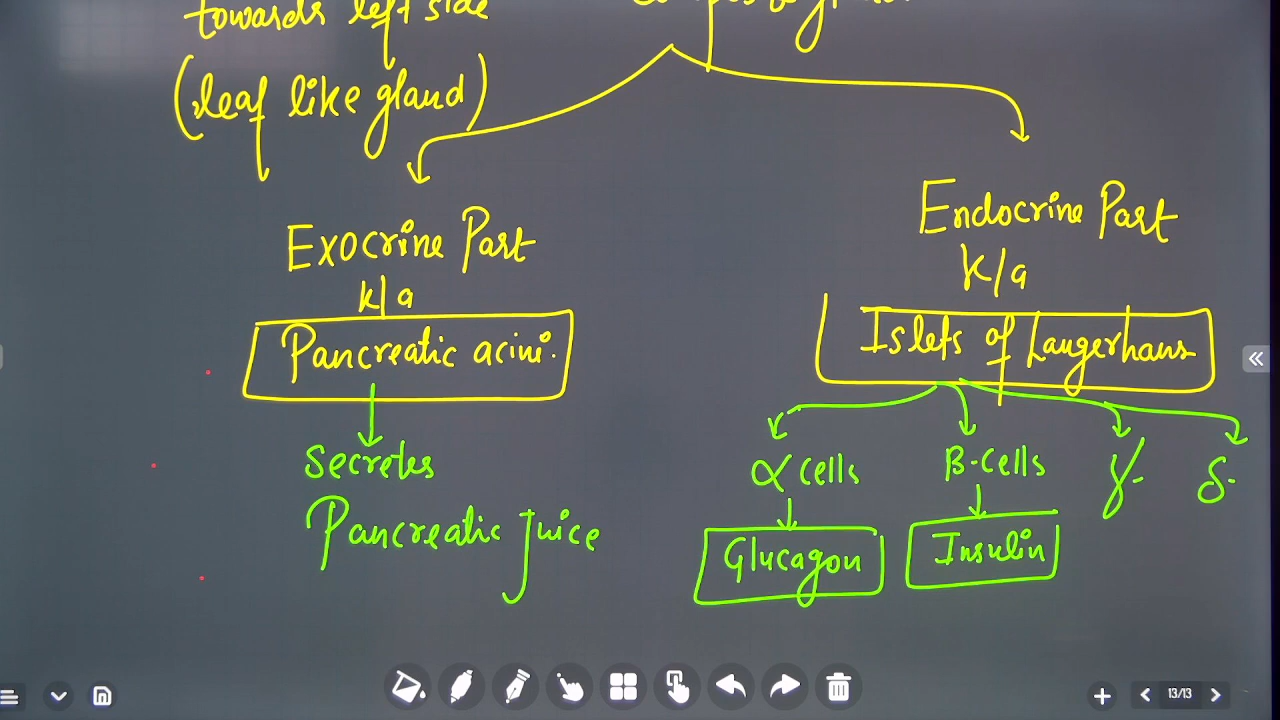 towards left side
(leaf like gland)
Exocrine Part
k/a
Pancreatic acini.
Secretes
Pancreatic Juice
Endocrine Part
k/a
Islets of Langerhans
α cells
β-cells
γ-
δ-
Glucagon
Insulin
13/13